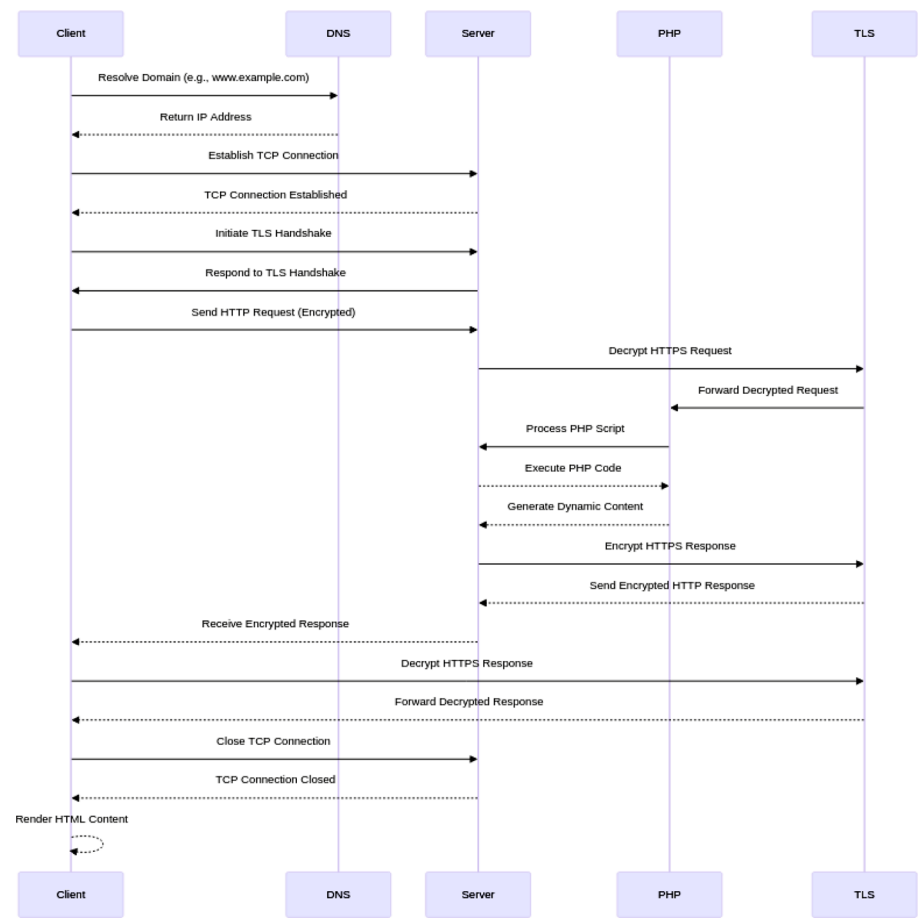 Client DNS Server PHP TLS
Resolve Domain (e.g., www.example.com)
Return IP Address
Establish TCP Connection
TCP Connection Established
Initiate TLS Handshake
Respond to TLS Handshake
Send HTTP Request (Encrypted)
Decrypt HTTPS Request
Forward Decrypted Request
Process PHP Script
Execute PHP Code
Generate Dynamic Content
Encrypt HTTPS Response
Send Encrypted HTTP Response
Receive Encrypted Response
Decrypt HTTPS Response
Forward Decrypted Response
Close TCP Connection
TCP Connection Closed
Render HTML Content
Client DNS Server PHP TLS